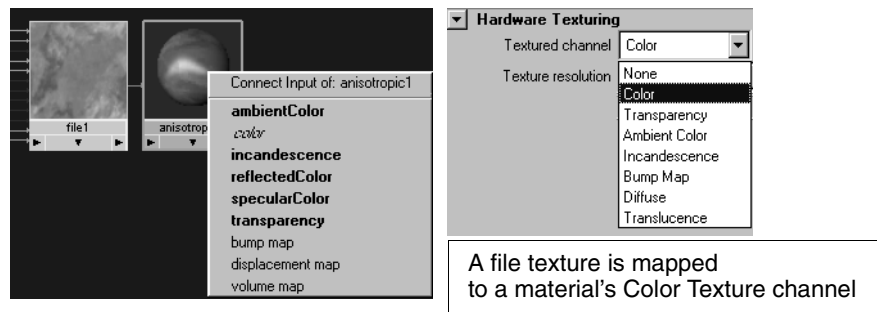 file1
anisotrop
Connect Input of: anisotropic1
ambientColor
color
incandescence
reflectedColor
specularColor
transparency
bump map
displacement map
volume map
Hardware Texturing
Textured channel Color
Texture resolution
None
Color
Transparency
Ambient Color
Incandescence
Bump Map
Diffuse
Translucence
A file texture is mapped
to a material's Color Texture channel